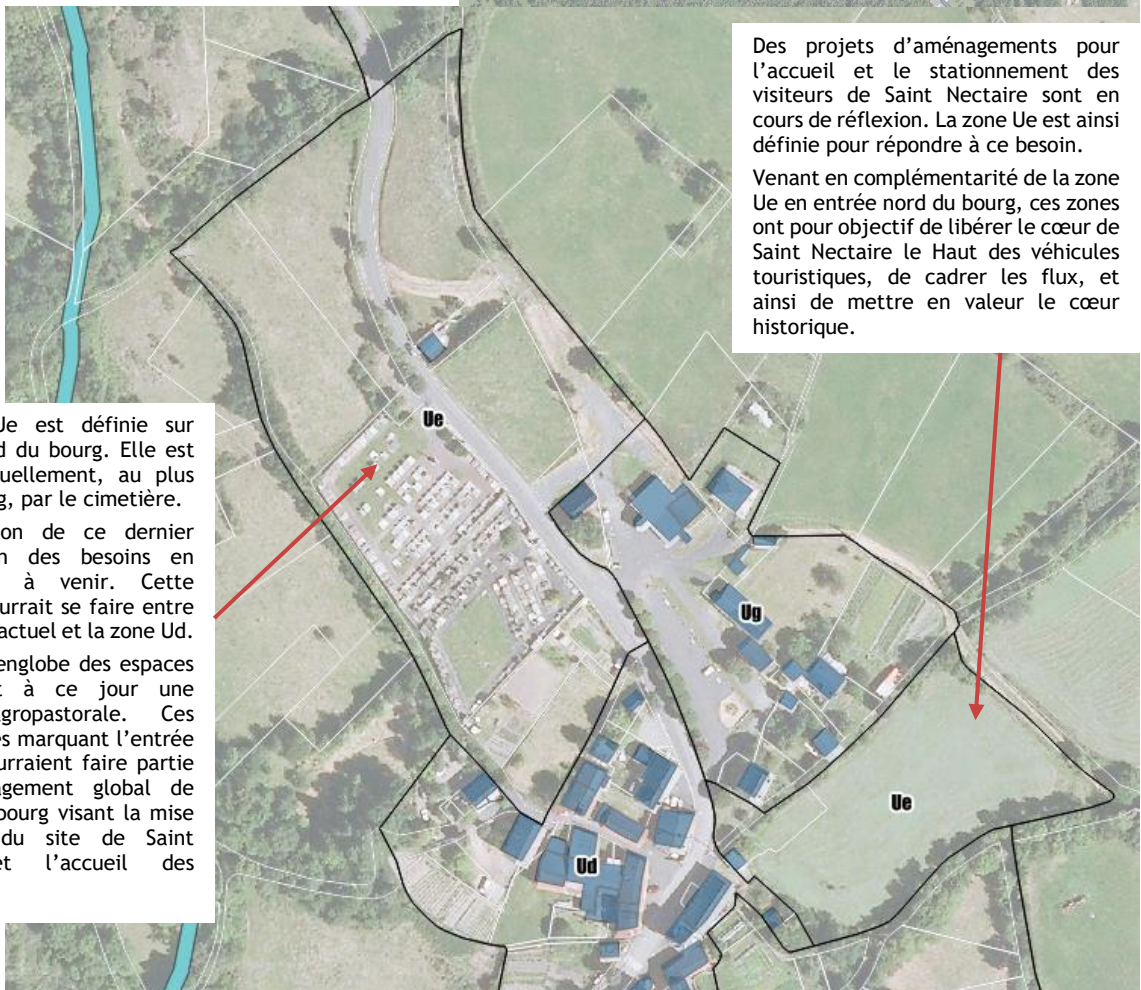 Des projets d’aménagements pour
l’accueil et le stationnement des
visiteurs de Saint Nectaire sont en
cours de réflexion. La zone Ue est ainsi
définie pour répondre à ce besoin.
Venant en complémentarité de la zone
Ue en entrée nord du bourg, ces zones
ont pour objectif de libérer le cœur de
Saint Nectaire le Haut des véhicules
touristiques, de cadrer les flux, et
ainsi de mettre en valeur le cœur
historique.
Ue est définie sur
d du bourg. Elle est
uellement, au plus
g, par le cimetière.
on de ce dernier
n des besoins en
à venir. Cette
urrait se faire entre
actuel et la zone Ud.
englobe des espaces
t à ce jour une
gropastorale. Ces
es marquant l’entrée
urraient faire partie
agement global de
bourg visant la mise
du site de Saint
et l’accueil des
Ue
Ug
Ue
Ud